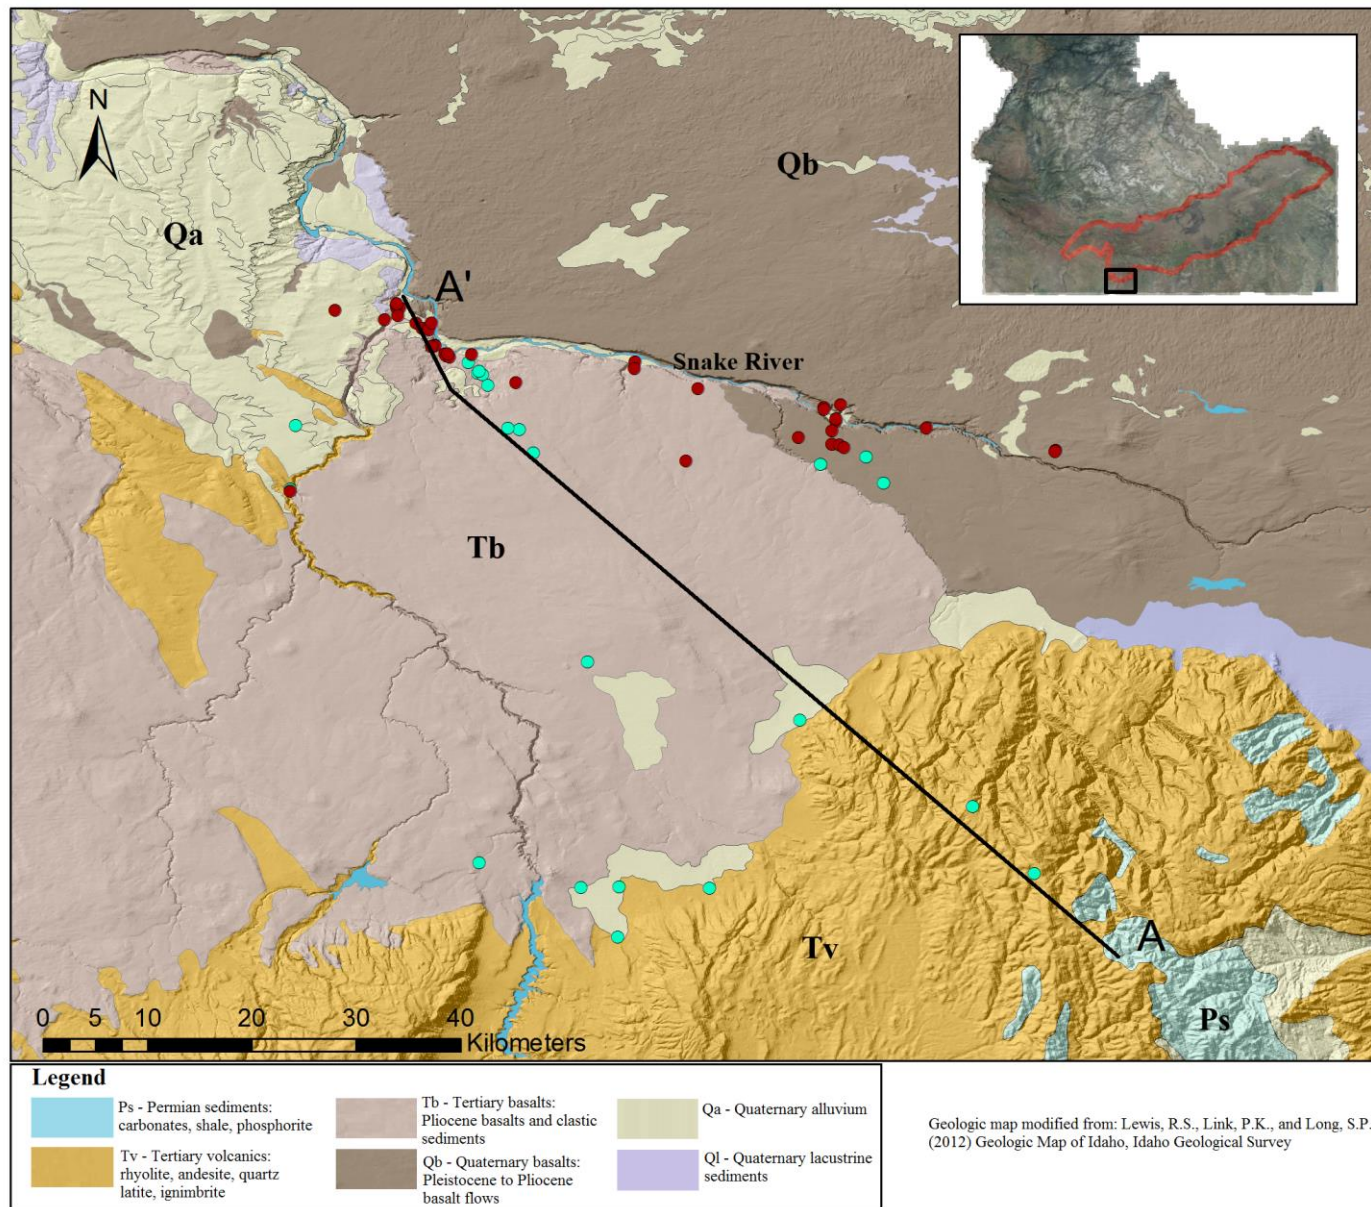 N
Qb
Qa
A'
Snake River
Tb
A
Tv
Ps
0 5 10 20 30 40
Kilometers
Legend
Ps - Permian sediments:
carbonates, shale, phosphorite
Tv - Tertiary volcanics:
rhyolite, andesite, quartz
latite, ignimbrite
Tb - Tertiary basalts:
Pliocene basalts and clastic
sediments
Qb - Quaternary basalts:
Pleistocene to Pliocene
basalt flows
Qa - Quaternary alluvium
Ql - Quaternary lacustrine
sediments
Geologic map modified from: Lewis, R.S., Link, P.K., and Long, S.P.
(2012) Geologic Map of Idaho, Idaho Geological Survey